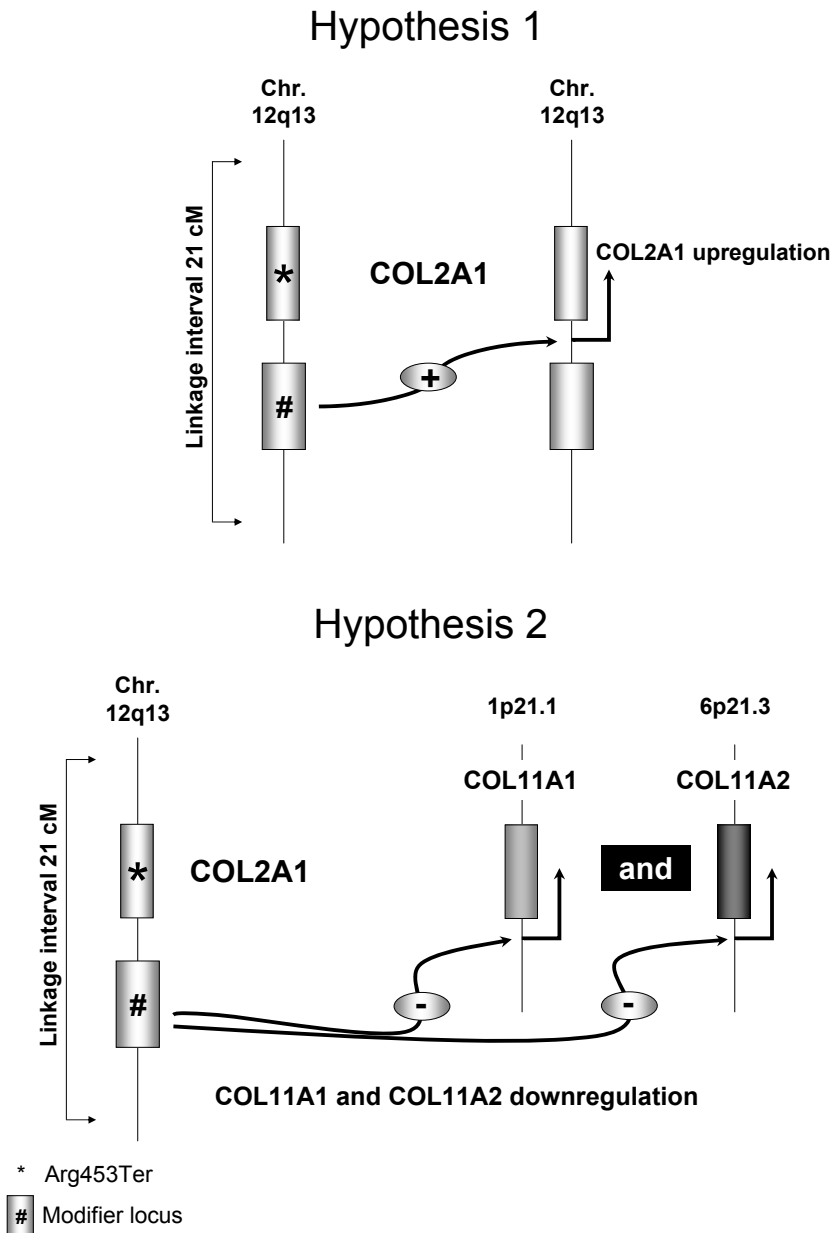 Hypothesis 1
Chr.
12q13
Chr.
12q13
Linkage interval 21 cM
*
COL2A1
COL2A1 upregulation
+
#
Hypothesis 2
Chr.
12q13
1p21.1
6p21.3
COL11A1
COL11A2
Linkage interval 21 cM
*
COL2A1
and
#
-
-
COL11A1 and COL11A2 downregulation
* Arg453Ter
# Modifier locus